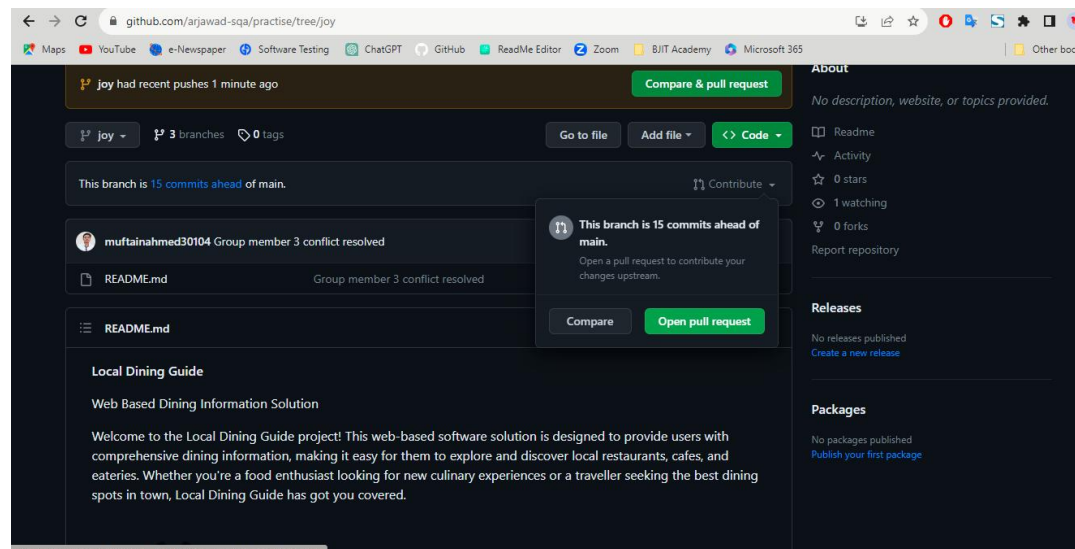 github.com/arjawad-sqa/practise/tree/joy
Maps YouTube e-Newspaper Software Testing ChatGPT GitHub ReadMe Editor Zoom BJIT Academy Microsoft 365 Other boo
joy had recent pushes 1 minute ago Compare & pull request
joy 3 branches 0 tags Go to file Add file Code
This branch is 15 commits ahead of main. Contribute
This branch is 15 commits ahead of
main.
Open a pull request to contribute your
changes upstream.
Compare Open pull request
muftainahmed30104 Group member 3 conflict resolved
README.md Group member 3 conflict resolved
README.md
Local Dining Guide
Web Based Dining Information Solution
Welcome to the Local Dining Guide project! This web-based software solution is designed to provide users with
comprehensive dining information, making it easy for them to explore and discover local restaurants, cafes, and
eateries. Whether you're a food enthusiast looking for new culinary experiences or a traveller seeking the best dining
spots in town, Local Dining Guide has got you covered.
About
No description, website, or topics provided.
Readme
Activity
0 stars
1 watching
0 forks
Report repository
Releases
No releases published
Create a new release
Packages
No packages published
Publish your first package